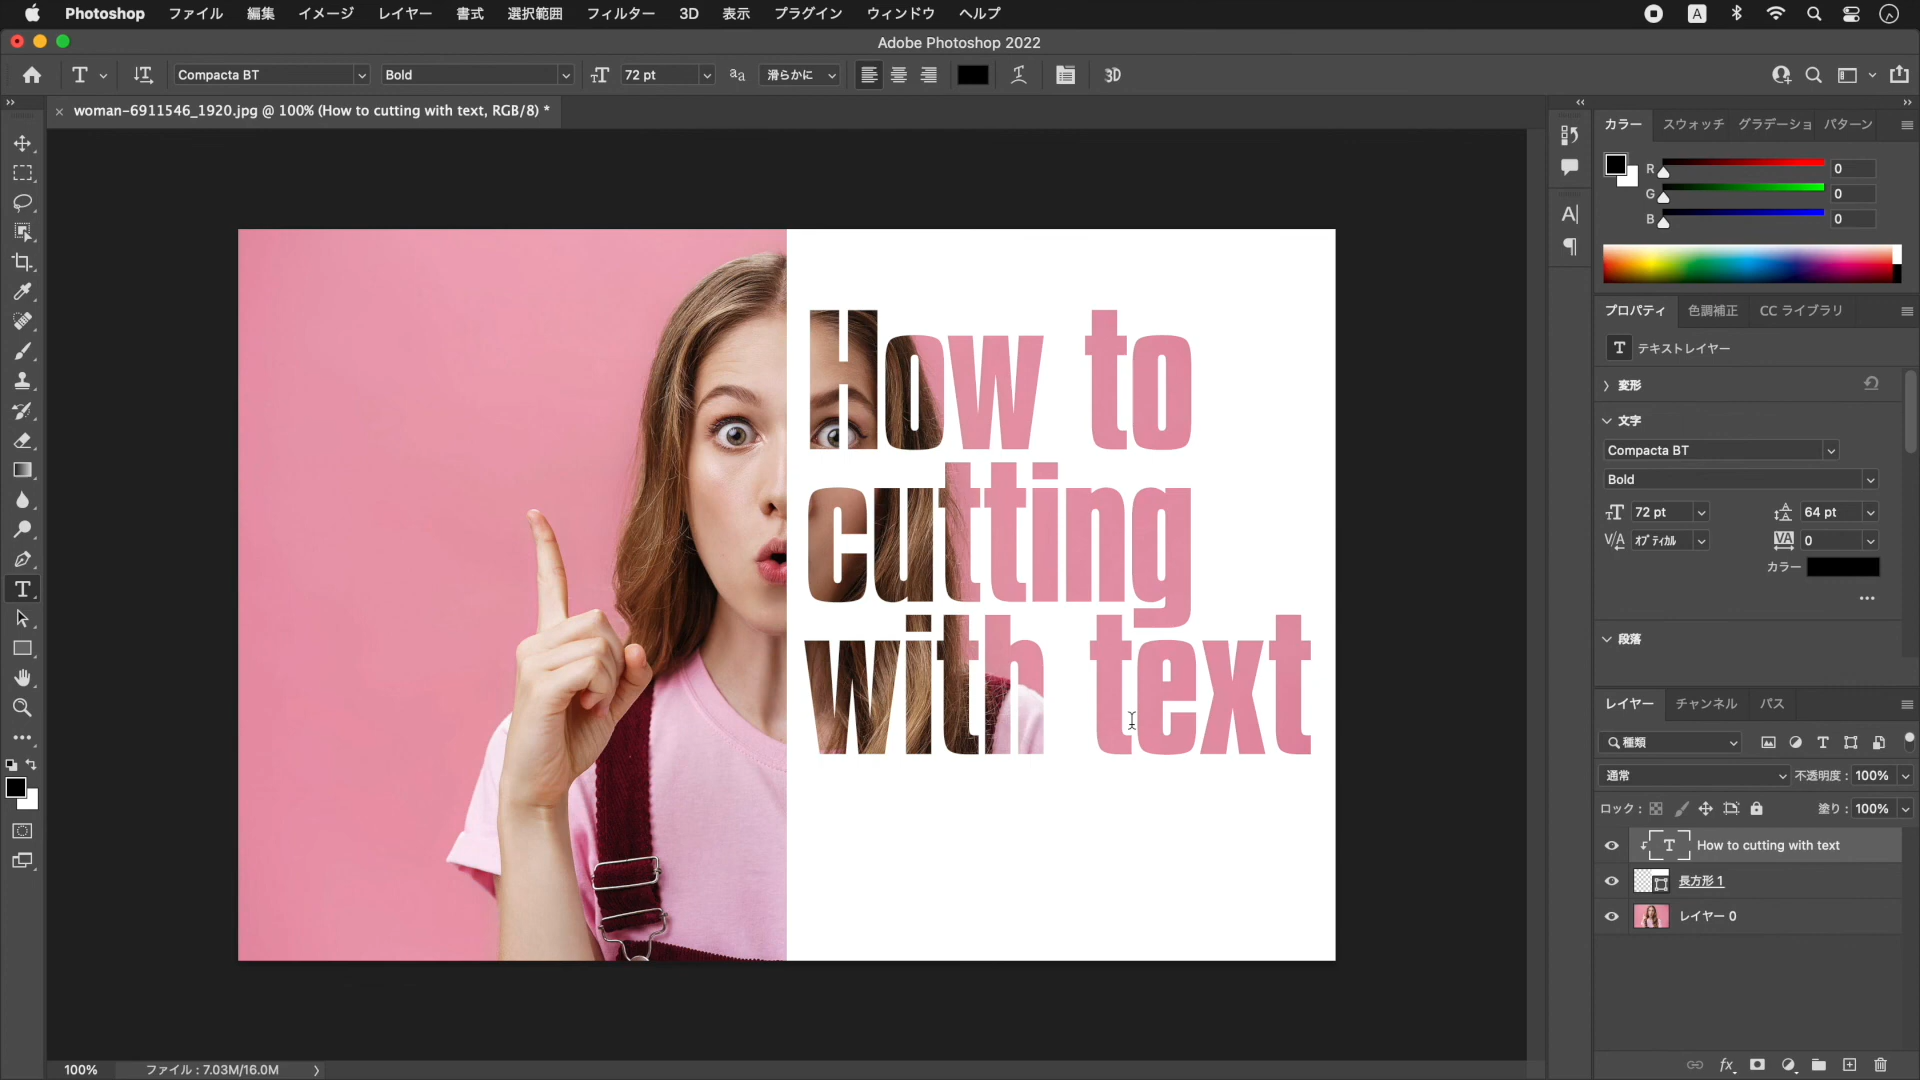 Photoshop ファイル 編集 イメージ レイヤー 書式 選択範囲 フィルター 3D 表示 プラグイン ウィンドウ ヘルプ A
Adobe Photoshop 2022
T Compacta BT Bold 72 pt aa 滑らかに 3D
woman-6911546_1920.jpg @ 100% (How to cutting with text, RGB/8) *
カラー スウォッチ グラデーショ パターン
R 0
G 0
B 0
How to
cutting
with text
プロパティ 色調補正 CC ライブラリ
T テキストレイヤー
変形
文字
Compacta BT
Bold
72 pt 64 pt
オプティカル 0
カラー
段落
レイヤー チャンネル パス
種類
通常 不透明度 : 100%
ロック : 塗り : 100%
T How to cutting with text
長方形 1
レイヤー 0
fx
100% ファイル : 7.03M/16.0M